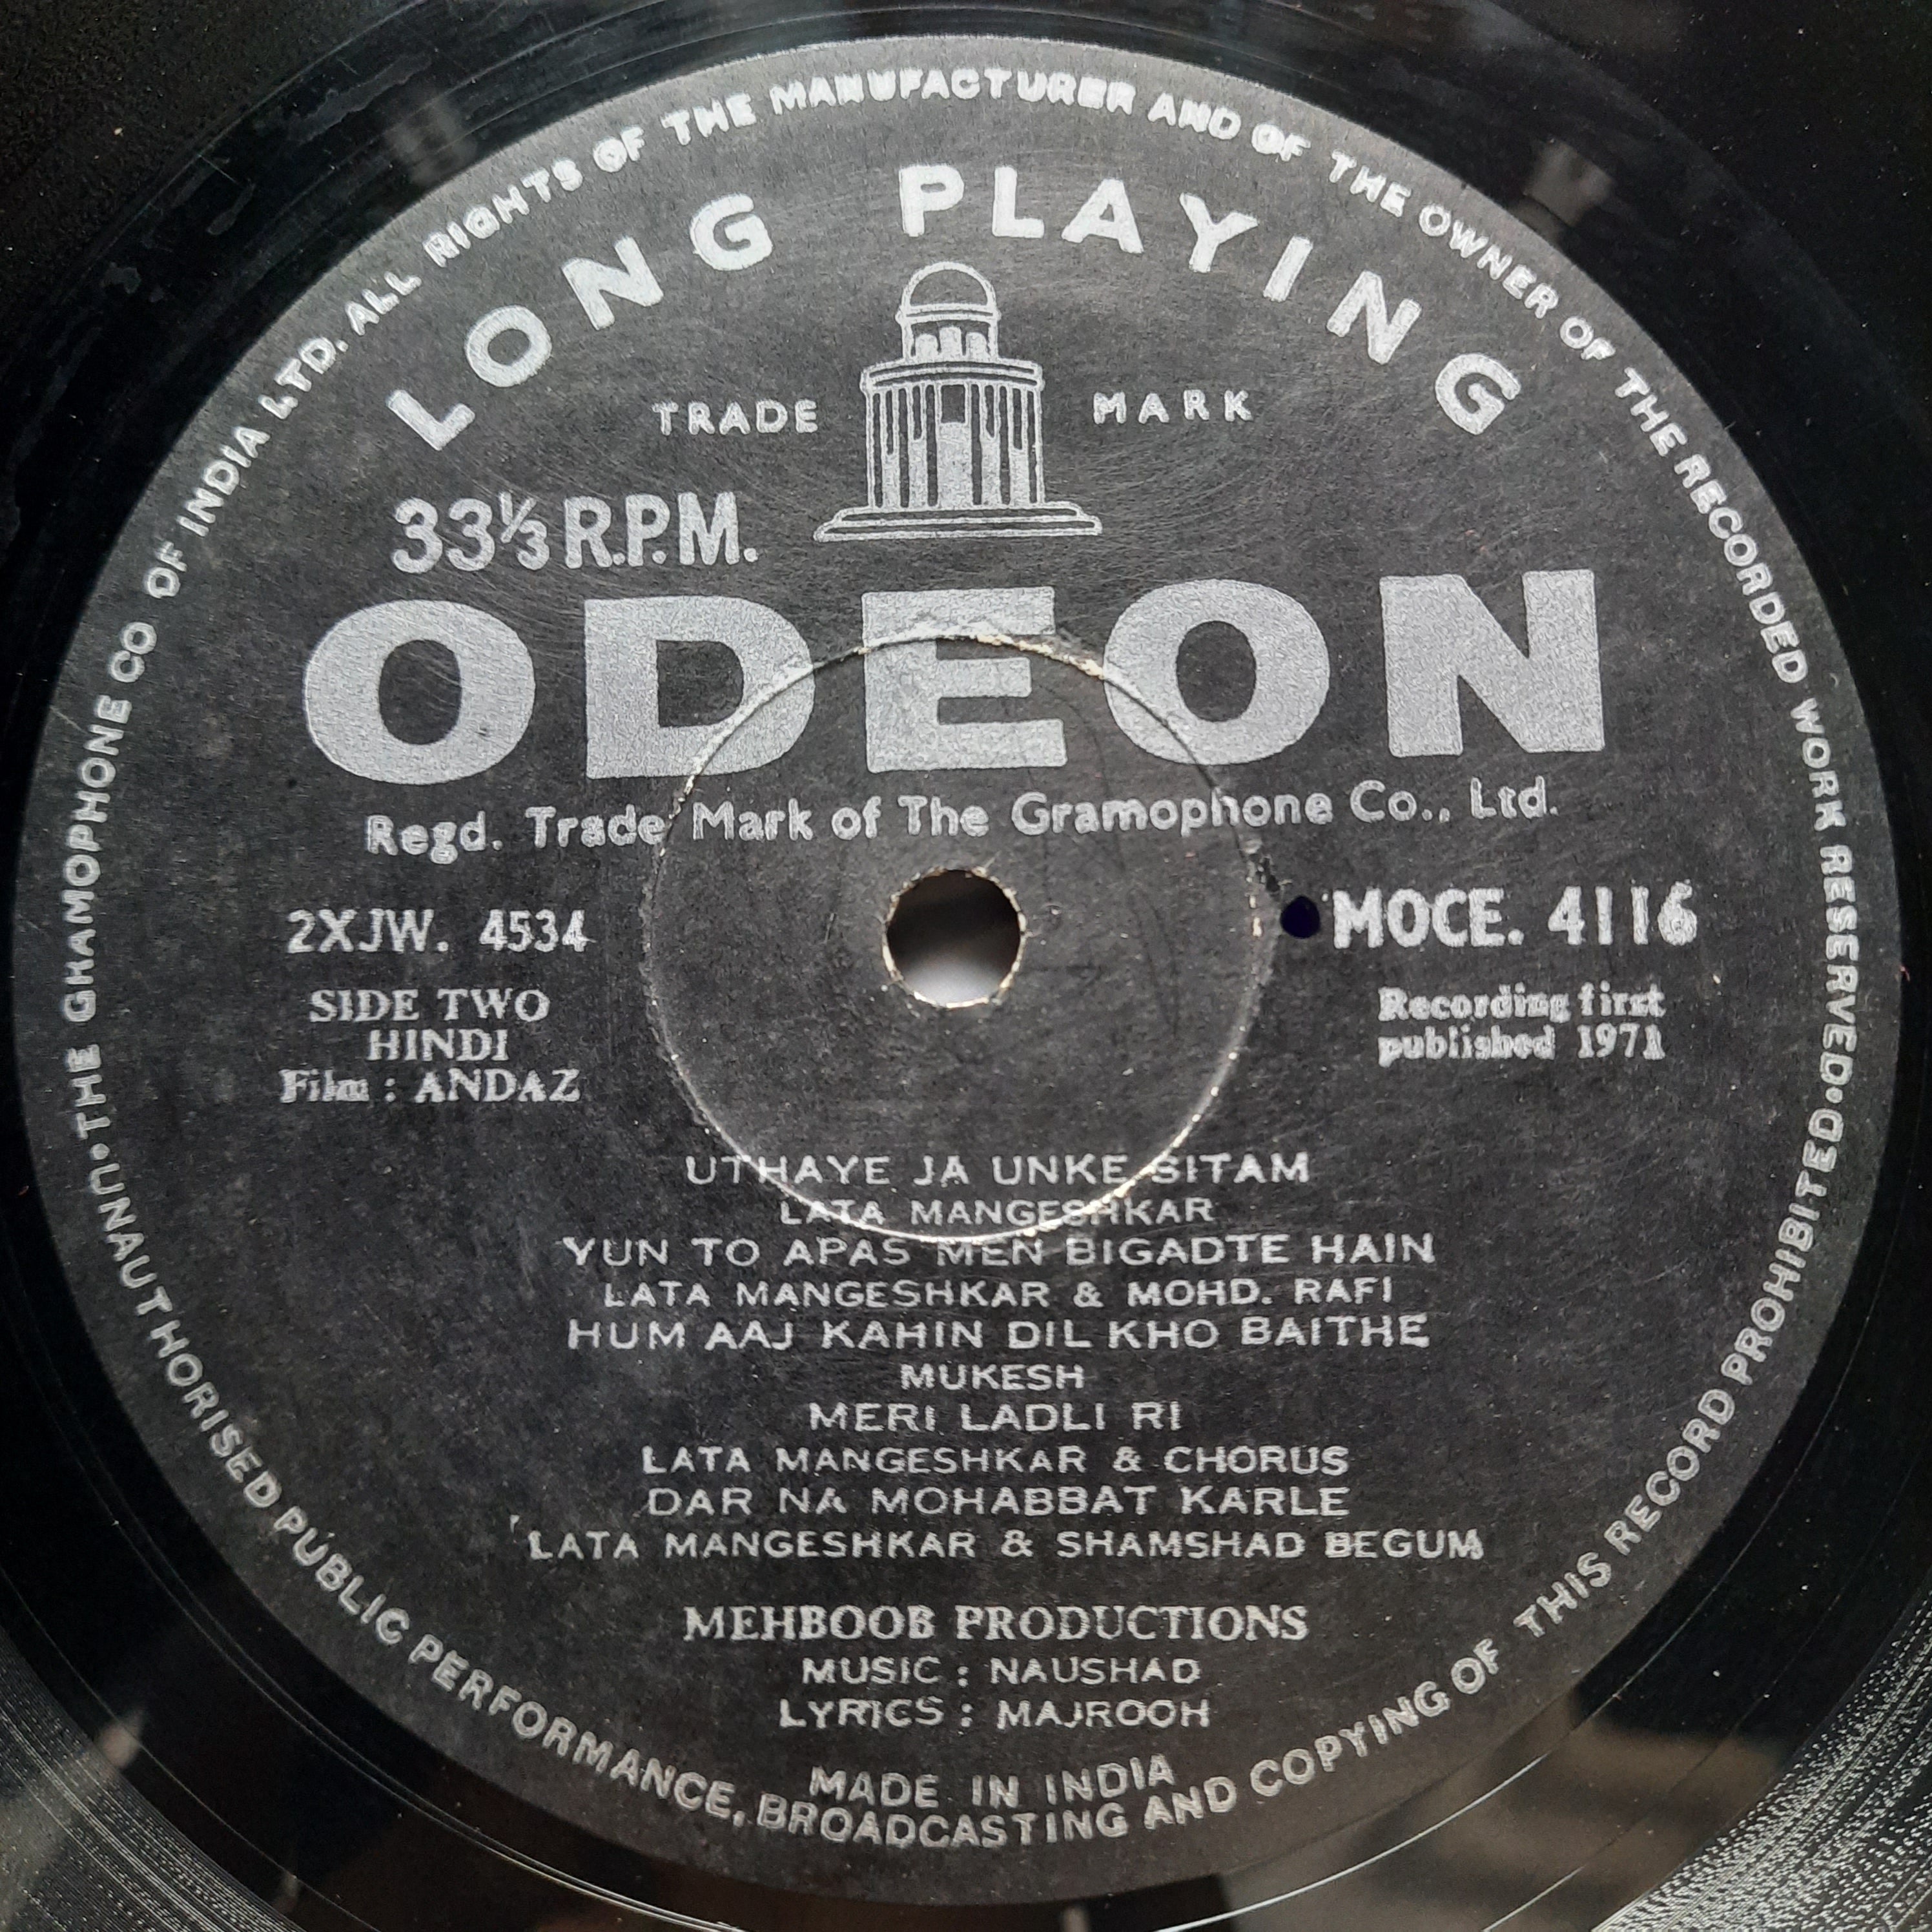 THE GRAMOPHONE CO OF INDIA LTD. ALL RIGHTS OF THE MANUFACTURER AND OF THE OWNER OF THE RECORDED WORK RESERVED
LONG PLAYING
TRADE MARK
33⅓ R.P.M.
ODEON
Regd. Trade Mark of The Gramophone Co., Ltd.
2XJW. 4534
MOCE. 4116
SIDE TWO
HINDI
Film : ANDAZ
Recording first
published 1971
UTHAYE JA UNKE SITAM
LATA MANGESHKAR
YUN TO APAS MEN BIGADTE HAIN
LATA MANGESHKAR & MOHD. RAFI
HUM AAJ KAHIN DIL KHO BAITHE
MUKESH
MERI LADLI RI
LATA MANGESHKAR & CHORUS
DAR NA MOHABBAT KARLE
LATA MANGESHKAR & SHAMSHAD BEGUM
MEHBOOB PRODUCTIONS
MUSIC : NAUSHAD
LYRICS : MAJROOH
MADE IN INDIA
UNAUTHORISED PUBLIC PERFORMANCE, BROADCASTING AND COPYING OF THIS RECORD PROHIBITED